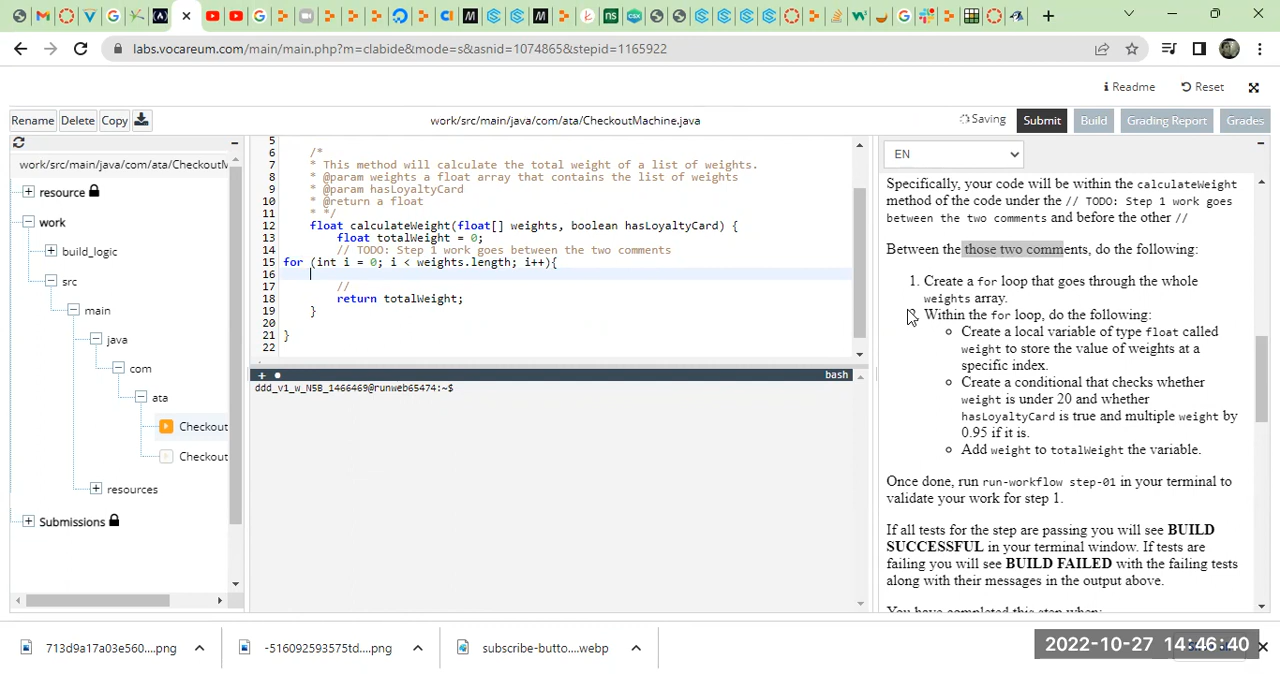 labs.vocareum.com/main/main.php?m=clabide&mode=s&asnid=1074865&stepid=1165922
Readme
Reset
Rename
Delete
Copy
work/src/main/java/com/ata/CheckoutMachine.java
Saving
Submit
Build
Grading Report
Grades
work/src/main/java/com/ata/CheckoutM
resource
work
build_logic
src
main
java
com
ata
Checkout
Checkout
resources
Submissions
5
6 /*
7 * This method will calculate the total weight of a list of weights.
8 * @param weights a float array that contains the list of weights
9 * @param hasLoyaltyCard
10 * @return a float
11 * */
12 float calculateWeight(float[] weights, boolean hasLoyaltyCard) {
13 float totalWeight = 0;
14 // TODO: Step 1 work goes between the two comments
15 for (int i = 0; i < weights.length; i++){
16
17 //
18 return totalWeight;
19 }
20
21 }
22
bash
ddd_v1_w_N5B_1466469@runweb65474:~$
EN
Specifically, your code will be within the calculateWeight
method of the code under the // TODO: Step 1 work goes
between the two comments and before the other //
Between the those two comments, do the following:
1. Create a for loop that goes through the whole
weights array.
Within the for loop, do the following:
Create a local variable of type float called
weight to store the value of weights at a
specific index.
Create a conditional that checks whether
weight is under 20 and whether
hasLoyaltyCard is true and multiple weight by
0.95 if it is.
Add weight to totalWeight the variable.
Once done, run run-workflow step-01 in your terminal to
validate your work for step 1.
If all tests for the step are passing you will see BUILD
SUCCESSFUL in your terminal window. If tests are
failing you will see BUILD FAILED with the failing tests
along with their messages in the output above.
You have completed this step when:
713d9a17a03e560....png
-516092593575td....png
subscribe-butto....webp
2022-10-27 14:46:40